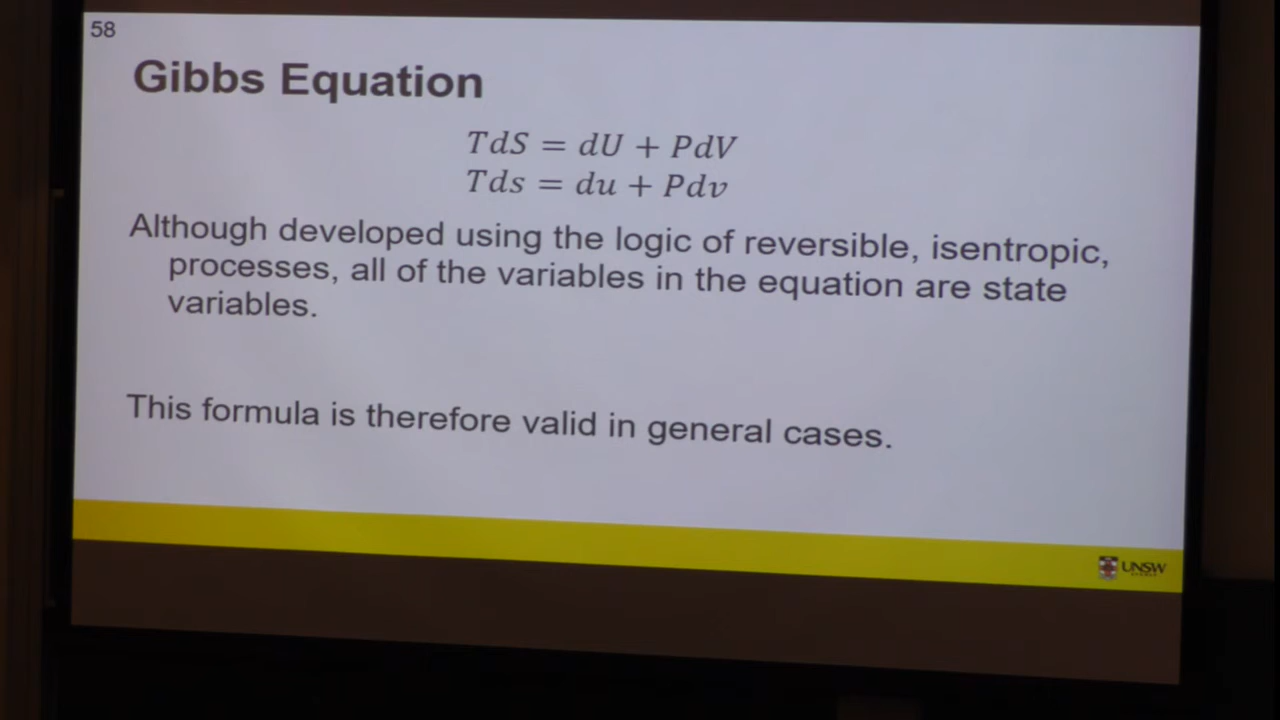 58
Gibbs Equation
TdS = dU + PdV
Tds = du + Pdv
Although developed using the logic of reversible, isentropic,
processes, all of the variables in the equation are state
variables.
This formula is therefore valid in general cases.
UNSW